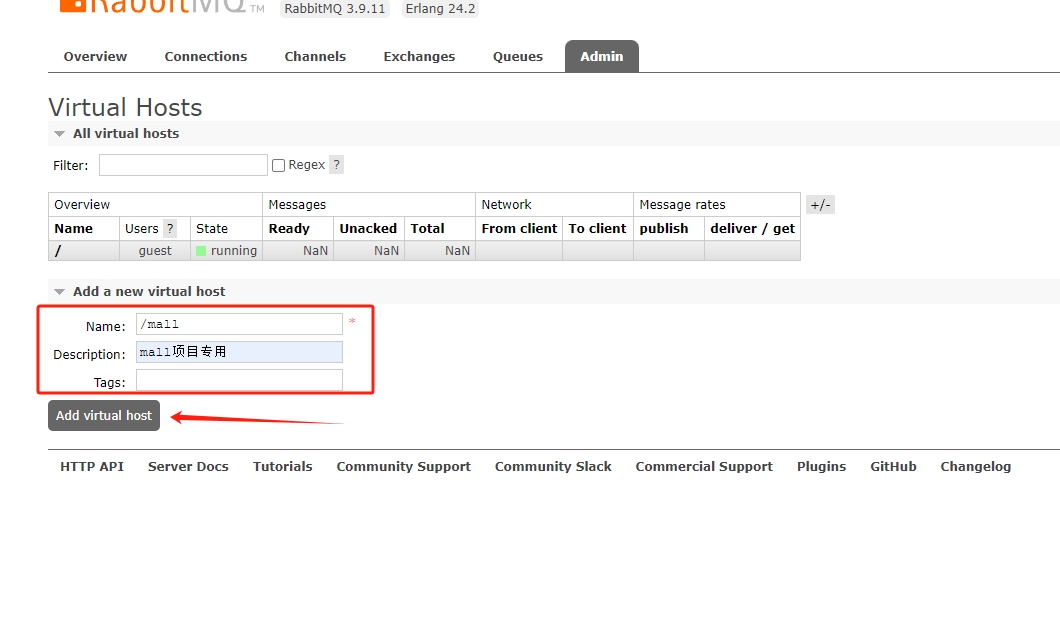 RabbitMQ TM RabbitMQ 3.9.11 Erlang 24.2
Overview Connections Channels Exchanges Queues Admin
Virtual Hosts
All virtual hosts
Filter: Regex ?
Overview Messages Network Message rates +/-
Name Users ? State Ready Unacked Total From client To client publish deliver / get
/ guest running NaN NaN NaN
Add a new virtual host
Name: /mall *
Description: mall项目专用
Tags:
Add virtual host
HTTP API Server Docs Tutorials Community Support Community Slack Commercial Support Plugins GitHub Changelog